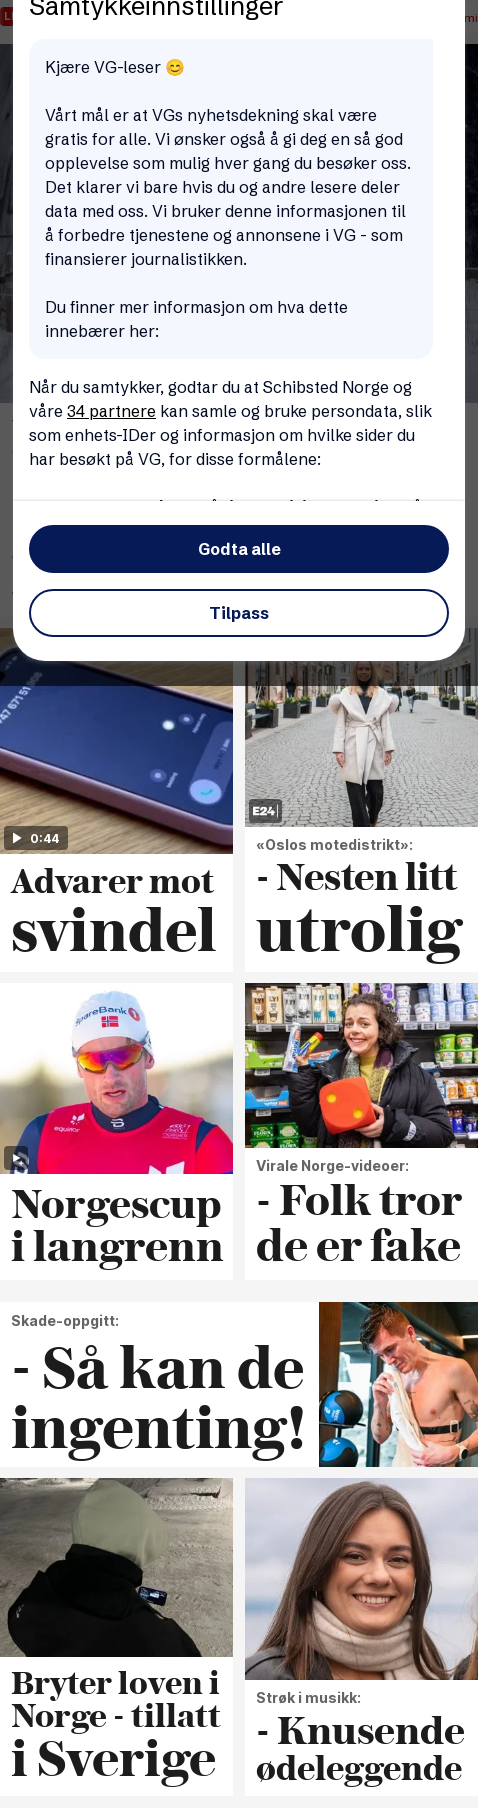 Samtykkeinnstillinger
Kjære VG-leser 😊
Vårt mål er at VGs nyhetsdekning skal være
gratis for alle. Vi ønsker også å gi deg en så god
opplevelse som mulig hver gang du besøker oss.
Det klarer vi bare hvis du og andre lesere deler
data med oss. Vi bruker denne informasjonen til
å forbedre tjenestene og annonsene i VG - som
finansierer journalistikken.
Du finner mer informasjon om hva dette
innebærer her:
Når du samtykker, godtar du at Schibsted Norge og
våre 34 partnere kan samle og bruke persondata, slik
som enhets-IDer og informasjon om hvilke sider du
har besøkt på VG, for disse formålene:
Godta alle
Tilpass
0:44
Advarer mot
svindel
E24
«Oslos motedistrikt»:
- Nesten litt
utrolig
SpareBank
equinor
Norgescup
i langrenn
Virale Norge-videoer:
- Folk tror
de er fake
Skade-oppgitt:
- Så kan de
ingenting!
Bryter loven i
Norge - tillatt
i Sverige
Strøk i musikk:
- Knusende
ødeleggende